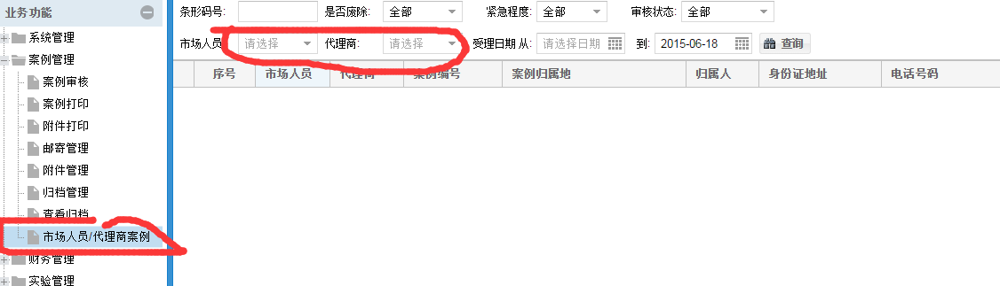 业务功能
系统管理
案例管理
案例审核
案例打印
附件打印
邮寄管理
附件管理
归档管理
查看归档
市场人员/代理商案例
财务管理
实验管理
条形码号: 是否废除: 全部 紧急程度: 全部 审核状态: 全部
市场人员 请选择 代理商: 请选择 受理日期 从: 请选择日期 到: 2015-06-18 查询
序号 市场人员 代理商 案例编号 案例归属地 归属人 身份证地址 电话号码